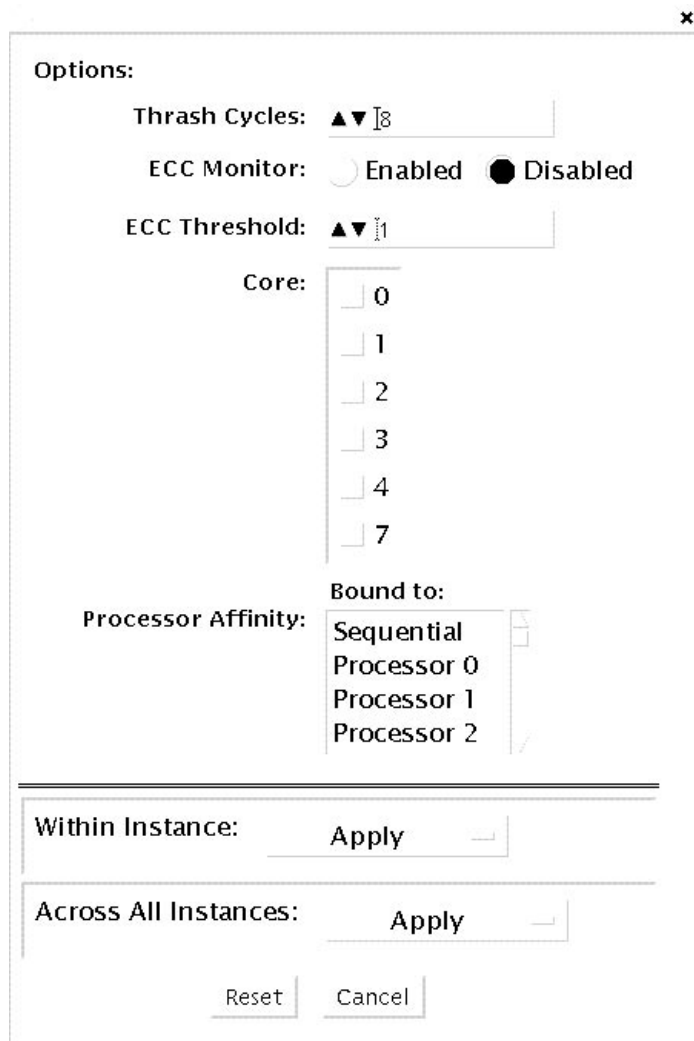 Options:
Thrash Cycles: ▲▼ 8
ECC Monitor: Enabled Disabled
ECC Threshold: ▲▼ 1
Core: 0
1
2
3
4
7
Bound to:
Processor Affinity: Sequential
Processor 0
Processor 1
Processor 2
Within Instance: Apply
Across All Instances: Apply
Reset Cancel